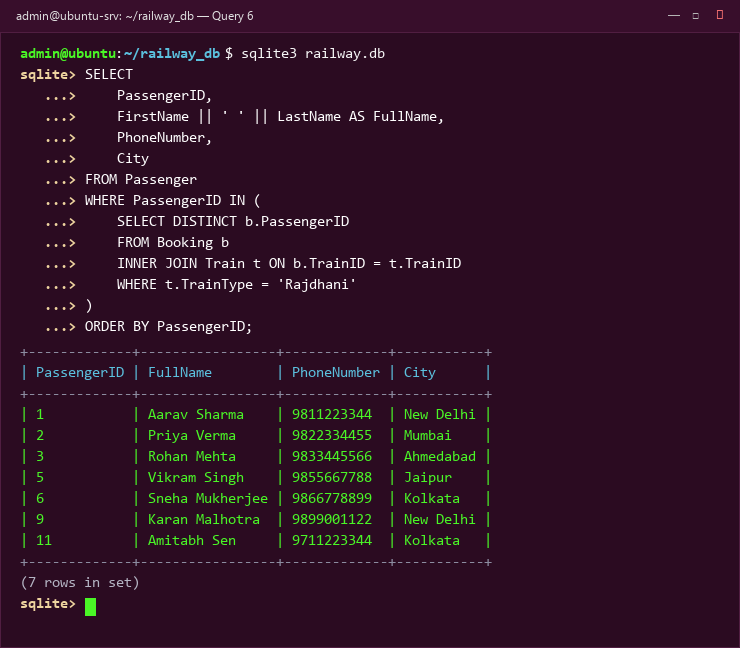 admin@ubuntu-srv: ~/railway_db — Query 6
admin@ubuntu:~/railway_db $ sqlite3 railway.db
sqlite> SELECT
   ...>     PassengerID,
   ...>     FirstName || ' ' || LastName AS FullName,
   ...>     PhoneNumber,
   ...>     City
   ...> FROM Passenger
   ...> WHERE PassengerID IN (
   ...>     SELECT DISTINCT b.PassengerID
   ...>     FROM Booking b
   ...>     INNER JOIN Train t ON b.TrainID = t.TrainID
   ...>     WHERE t.TrainType = 'Rajdhani'
   ...> )
   ...> ORDER BY PassengerID;
+-------------+-----------------+-------------+-----------+
| PassengerID | FullName        | PhoneNumber | City      |
+-------------+-----------------+-------------+-----------+
| 1           | Aarav Sharma    | 9811223344  | New Delhi |
| 2           | Priya Verma     | 9822334455  | Mumbai    |
| 3           | Rohan Mehta     | 9833445566  | Ahmedabad |
| 5           | Vikram Singh    | 9855667788  | Jaipur    |
| 6           | Sneha Mukherjee | 9866778899  | Kolkata   |
| 9           | Karan Malhotra  | 9899001122  | New Delhi |
| 11          | Amitabh Sen     | 9711223344  | Kolkata   |
+-------------+-----------------+-------------+-----------+
(7 rows in set)
sqlite>